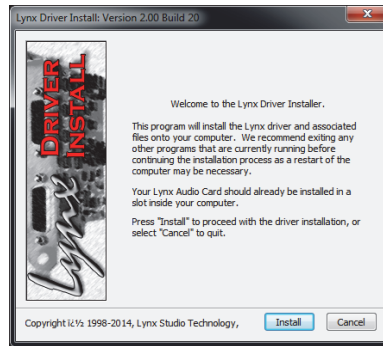 Lynx Driver Install: Version 2.00 Build 20
DRIVER
INSTALL
Lynx
Welcome to the Lynx Driver Installer.
This program will install the Lynx driver and associated
files onto your computer.  We recommend exiting any
other programs that are currently running before
continuing the installation process as a restart of the
computer may be necessary.
Your Lynx Audio Card should already be installed in a
slot inside your computer.
Press "Install" to proceed with the driver installation, or
select "Cancel" to quit.
Copyright ï¿½ 1998-2014, Lynx Studio Technology,
Install
Cancel